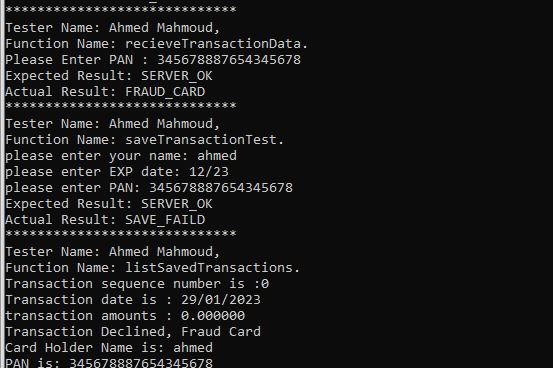 *****************************
Tester Name: Ahmed Mahmoud,
Function Name: recieveTransactionData.
Please Enter PAN : 345678887654345678
Expected Result: SERVER_OK
Actual Result: FRAUD_CARD
*****************************
Tester Name: Ahmed Mahmoud,
Function Name: saveTransactionTest.
please enter your name: ahmed
please enter EXP date: 12/23
please enter PAN: 345678887654345678
Expected Result: SERVER_OK
Actual Result: SAVE_FAILD
*****************************
Tester Name: Ahmed Mahmoud,
Function Name: listSavedTransactions.
Transaction sequence number is :0
Transaction date is : 29/01/2023
transaction amounts : 0.000000
Transaction Declined, Fraud Card
Card Holder Name is: ahmed
PAN is: 345678887654345678